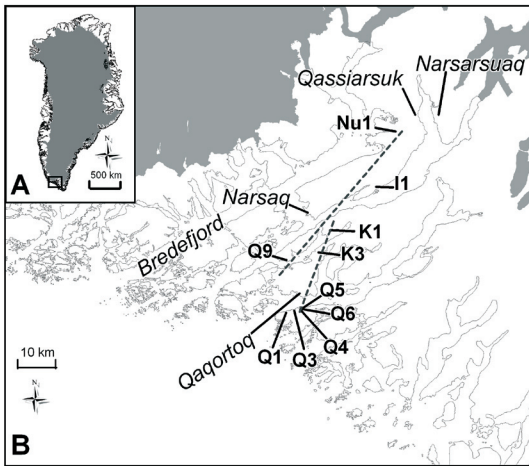 N
A
500 km
Qassiarsuk
Narsarsuaq
Nu1
I1
Narsaq
K1
Bredefjord
K3
Q9
Q5
Q6
Qaqortoq
Q4
Q1
Q3
10 km
N
B